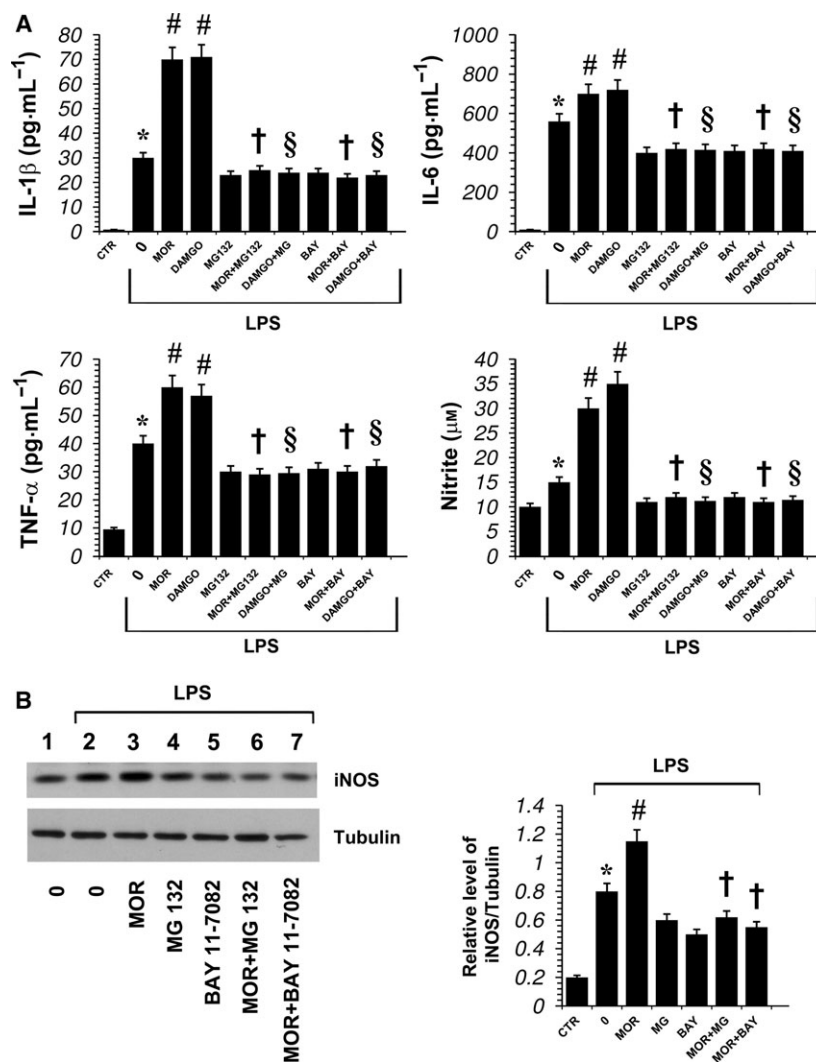 A
IL-1β (pg·mL⁻¹)
80
70
60
50
40
30
20
10
0
*
#
#
†
§
†
§
CTR
0
MOR
DAMGO
MG132
MOR+MG132
DAMGO+MG
BAY
MOR+BAY
DAMGO+BAY
LPS
IL-6 (pg·mL⁻¹)
1000
800
600
400
200
0
*
#
#
†
§
†
§
CTR
0
MOR
DAMGO
MG132
MOR+MG132
DAMGO+MG
BAY
MOR+BAY
DAMGO+BAY
LPS
TNF-α (pg·mL⁻¹)
70
60
50
40
30
20
10
0
*
#
#
†
§
†
§
CTR
0
MOR
DAMGO
MG132
MOR+MG132
DAMGO+MG
BAY
MOR+BAY
DAMGO+BAY
LPS
Nitrite (μM)
40
35
30
25
20
15
10
5
0
*
#
#
†
§
†
§
CTR
0
MOR
DAMGO
MG132
MOR+MG132
DAMGO+MG
BAY
MOR+BAY
DAMGO+BAY
LPS
B
LPS
1 2 3 4 5 6 7
iNOS
Tubulin
0
0
MOR
MG 132
BAY 11-7082
MOR+MG 132
MOR+BAY 11-7082
LPS
Relative level of
iNOS/Tubulin
1.4
1.2
1
0.8
0.6
0.4
0.2
0
*
#
†
†
CTR
0
MOR
MG
BAY
MOR+MG
MOR+BAY